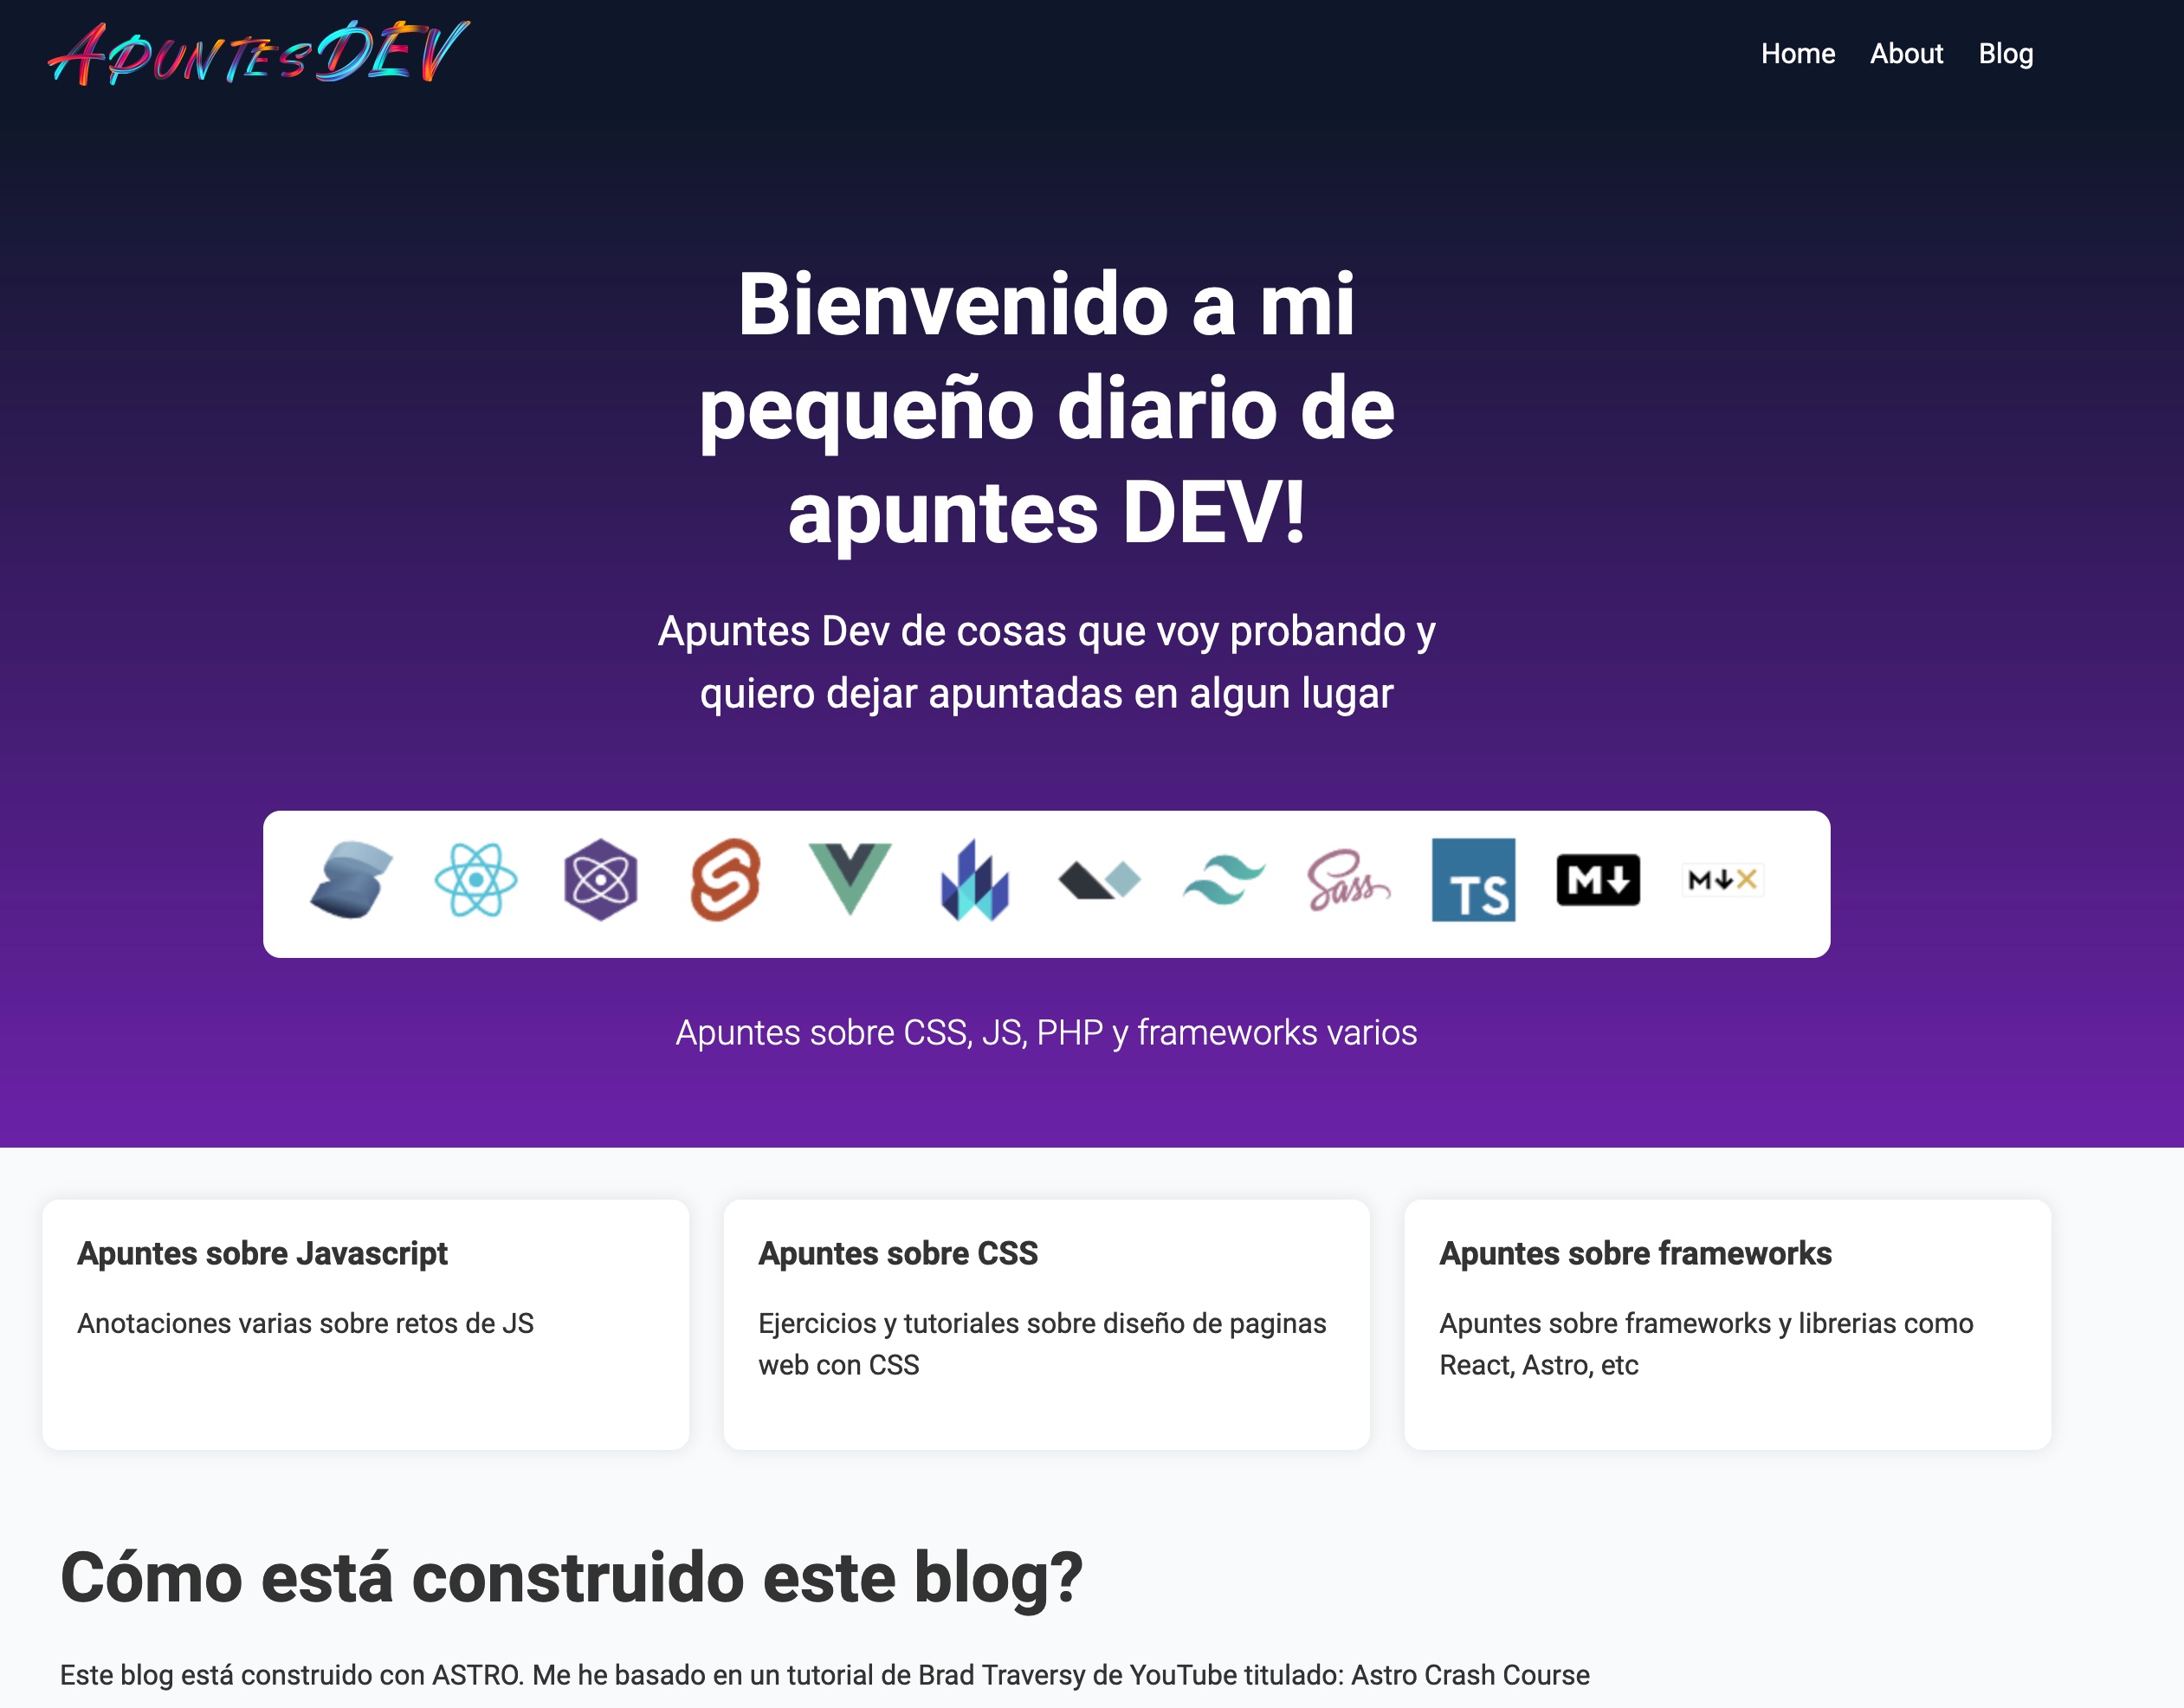 APUNTESDEV
Home About Blog
Bienvenido a mi
pequeño diario de
apuntes DEV!
Apuntes Dev de cosas que voy probando y
quiero dejar apuntadas en algun lugar
Sass TS M M
Apuntes sobre CSS, JS, PHP y frameworks varios
Apuntes sobre Javascript
Anotaciones varias sobre retos de JS
Apuntes sobre CSS
Ejercicios y tutoriales sobre diseño de paginas
web con CSS
Apuntes sobre frameworks
Apuntes sobre frameworks y librerias como
React, Astro, etc
Cómo está construido este blog?
Este blog está construido con ASTRO. Me he basado en un tutorial de Brad Traversy de YouTube titulado: Astro Crash Course